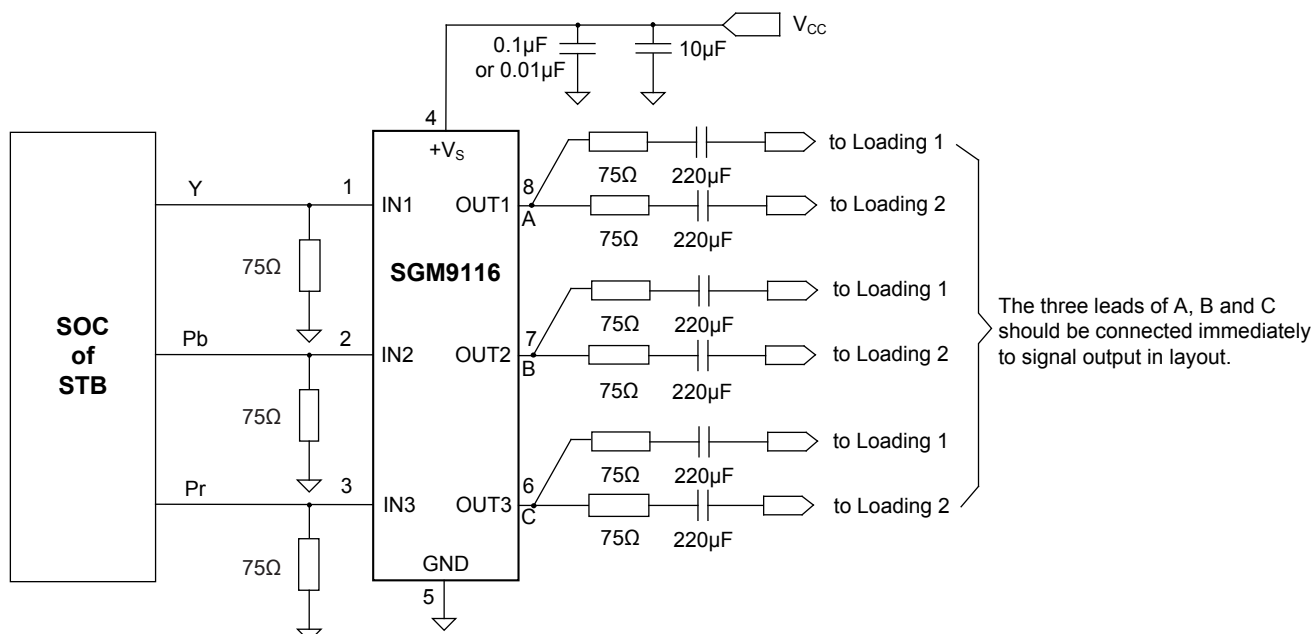 V_CC
0.1µF
or 0.01µF
10µF
4
+V_S
75Ω
220µF
to Loading 1
Y
1
IN1
OUT1
8
A
75Ω
220µF
to Loading 2
75Ω
SGM9116
75Ω
220µF
to Loading 1
SOC
of
STB
Pb
2
IN2
OUT2
7
B
75Ω
220µF
to Loading 2
The three leads of A, B and C
should be connected immediately
to signal output in layout.
75Ω
75Ω
220µF
to Loading 1
Pr
3
IN3
OUT3
6
C
75Ω
220µF
to Loading 2
75Ω
GND
5